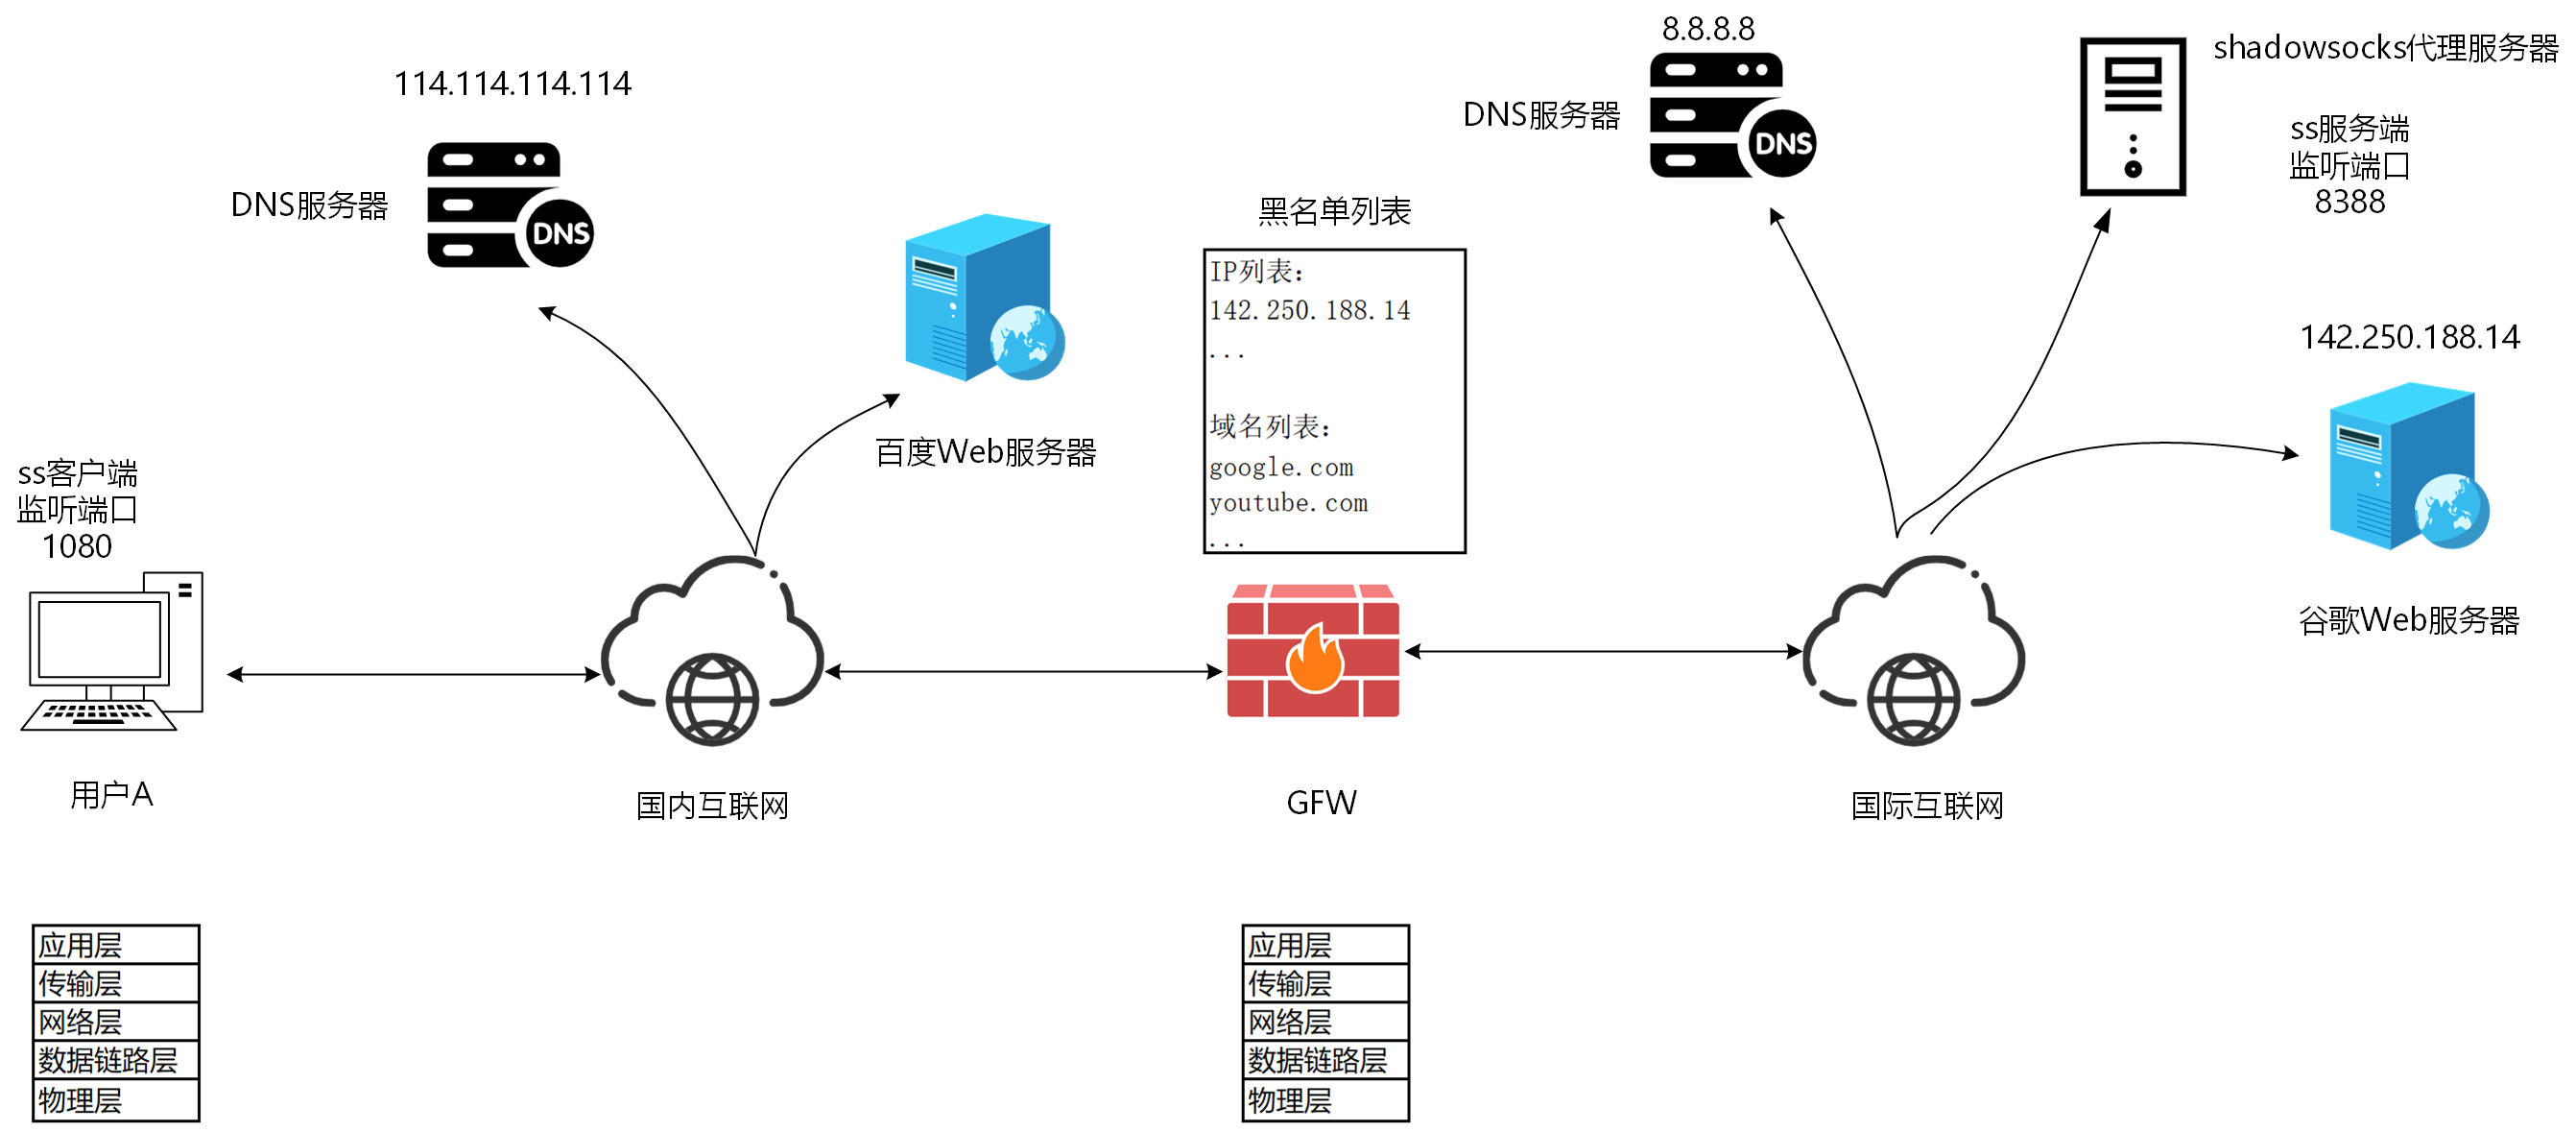 8.8.8.8
shadowsocks代理服务器
114.114.114.114
DNS服务器
DNS
ss服务端
监听端口
8388
DNS服务器
DNS
黑名单列表
IP列表：
142.250.188.14
...
域名列表：
google.com
youtube.com
...
142.250.188.14
百度Web服务器
ss客户端
监听端口
1080
谷歌Web服务器
用户A
国内互联网
GFW
国际互联网
应用层
传输层
网络层
数据链路层
物理层
应用层
传输层
网络层
数据链路层
物理层